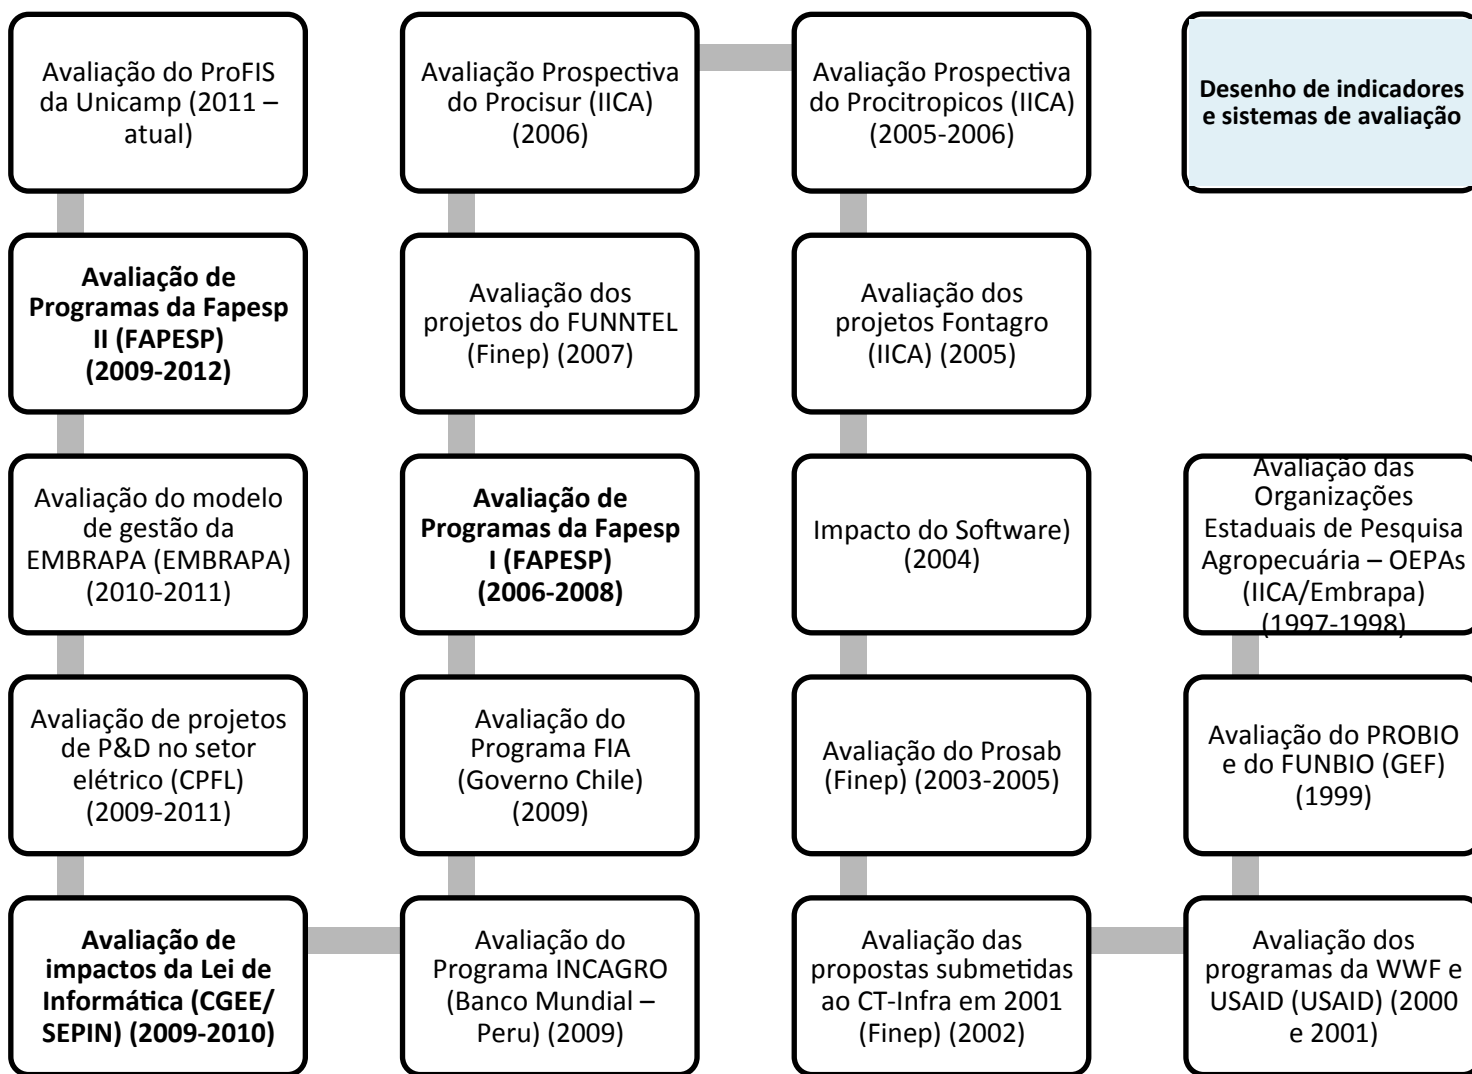 Avaliação do ProFIS
da Unicamp (2011 –
atual)
Avaliação de
Programas da Fapesp
II (FAPESP)
(2009-2012)
Avaliação do modelo
de gestão da
EMBRAPA (EMBRAPA)
(2010-2011)
Avaliação de projetos
de P&D no setor
elétrico (CPFL)
(2009-2011)
Avaliação de
impactos da Lei de
Informática (CGEE/
SEPIN) (2009-2010)
Avaliação do
Programa INCAGRO
(Banco Mundial –
Peru) (2009)
Avaliação do
Programa FIA
(Governo Chile)
(2009)
Avaliação de
Programas da Fapesp
I (FAPESP)
(2006-2008)
Avaliação dos
projetos do FUNNTEL
(Finep) (2007)
Avaliação Prospectiva
do Procisur (IICA)
(2006)
Avaliação Prospectiva
do Procitropicos (IICA)
(2005-2006)
Avaliação dos
projetos Fontagro
(IICA) (2005)
Impacto do Software)
(2004)
Avaliação do Prosab
(Finep) (2003-2005)
Avaliação das
propostas submetidas
ao CT-Infra em 2001
(Finep) (2002)
Avaliação dos
programas da WWF e
USAID (USAID) (2000
e 2001)
Avaliação do PROBIO
e do FUNBIO (GEF)
(1999)
Avaliação das
Organizações
Estaduais de Pesquisa
Agropecuária – OEPAs
(IICA/Embrapa)
(1997-1998)
Desenho de indicadores
e sistemas de avaliação